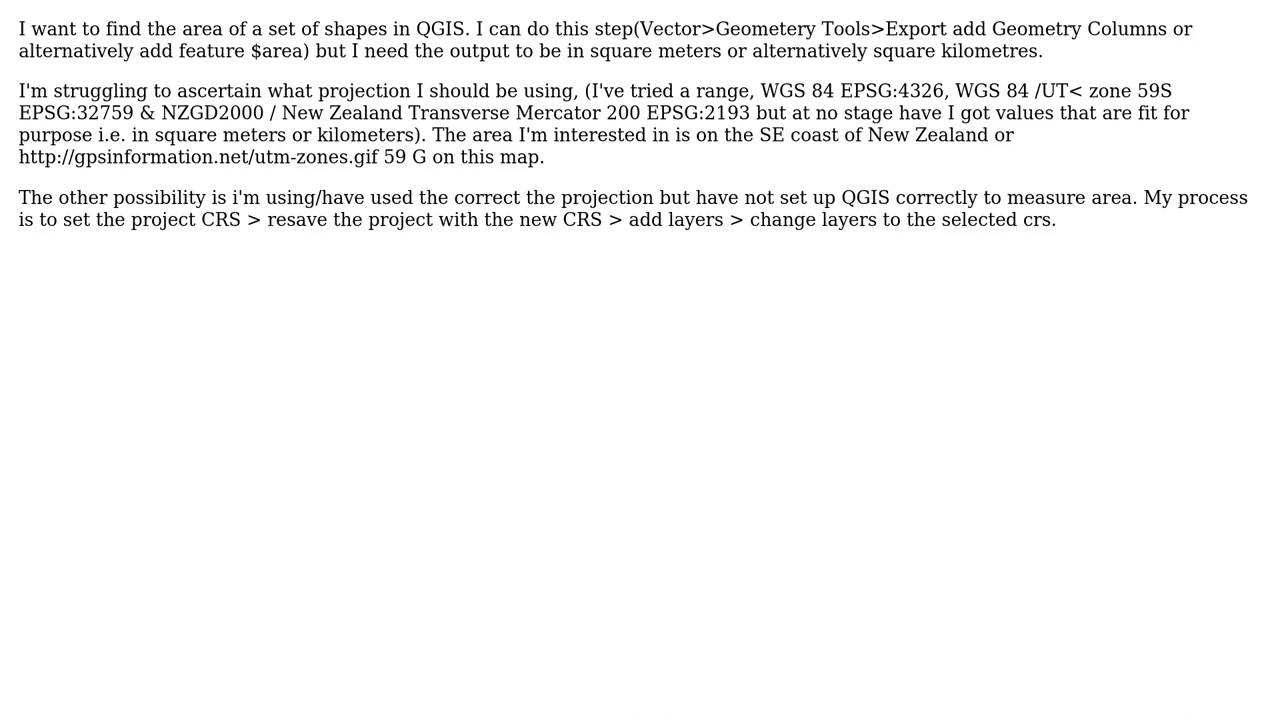 I want to find the area of a set of shapes in QGIS. I can do this step(Vector>Geometery Tools>Export add Geometry Columns or
alternatively add feature $area) but I need the output to be in square meters or alternatively square kilometres.
I'm struggling to ascertain what projection I should be using, (I've tried a range, WGS 84 EPSG:4326, WGS 84 /UT< zone 59S
EPSG:32759 & NZGD2000 / New Zealand Transverse Mercator 200 EPSG:2193 but at no stage have I got values that are fit for
purpose i.e. in square meters or kilometers). The area I'm interested in is on the SE coast of New Zealand or
http://gpsinformation.net/utm-zones.gif 59 G on this map.
The other possibility is i'm using/have used the correct the projection but have not set up QGIS correctly to measure area. My process
is to set the project CRS > resave the project with the new CRS > add layers > change layers to the selected crs.